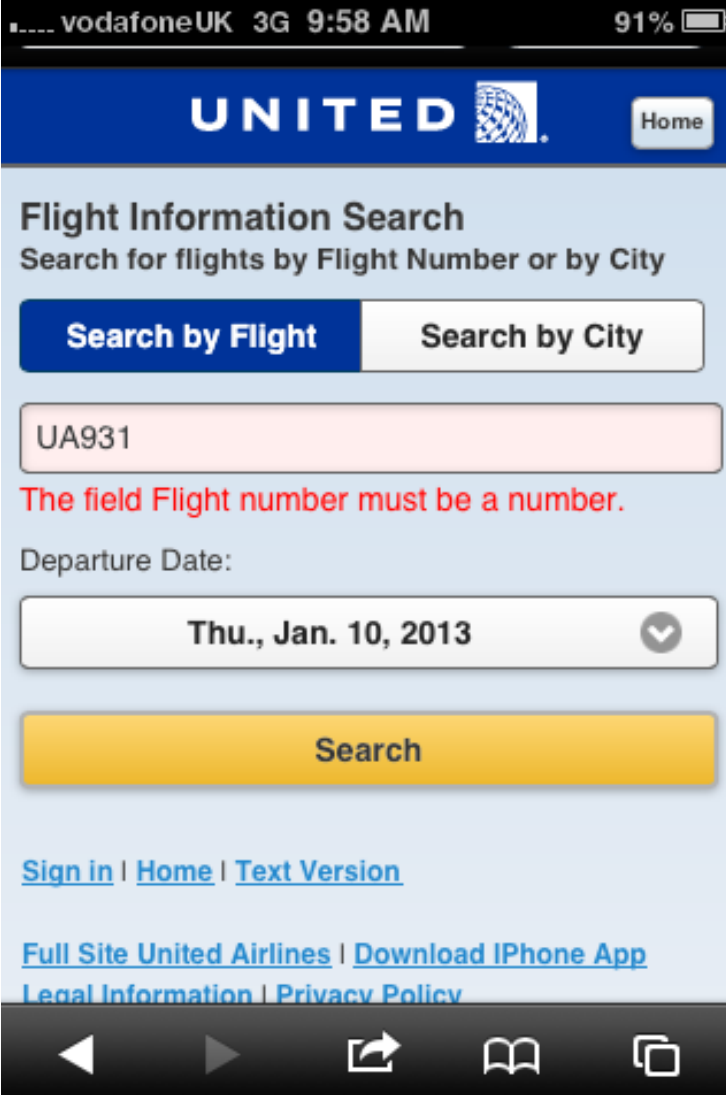 vodafone UK 3G 9:58 AM 91%
UNITED Home
Flight Information Search
Search for flights by Flight Number or by City
Search by Flight Search by City
UA931
The field Flight number must be a number.
Departure Date:
Thu., Jan. 10, 2013
Search
Sign in | Home | Text Version
Full Site United Airlines | Download IPhone App
Legal Information | Privacy Policy